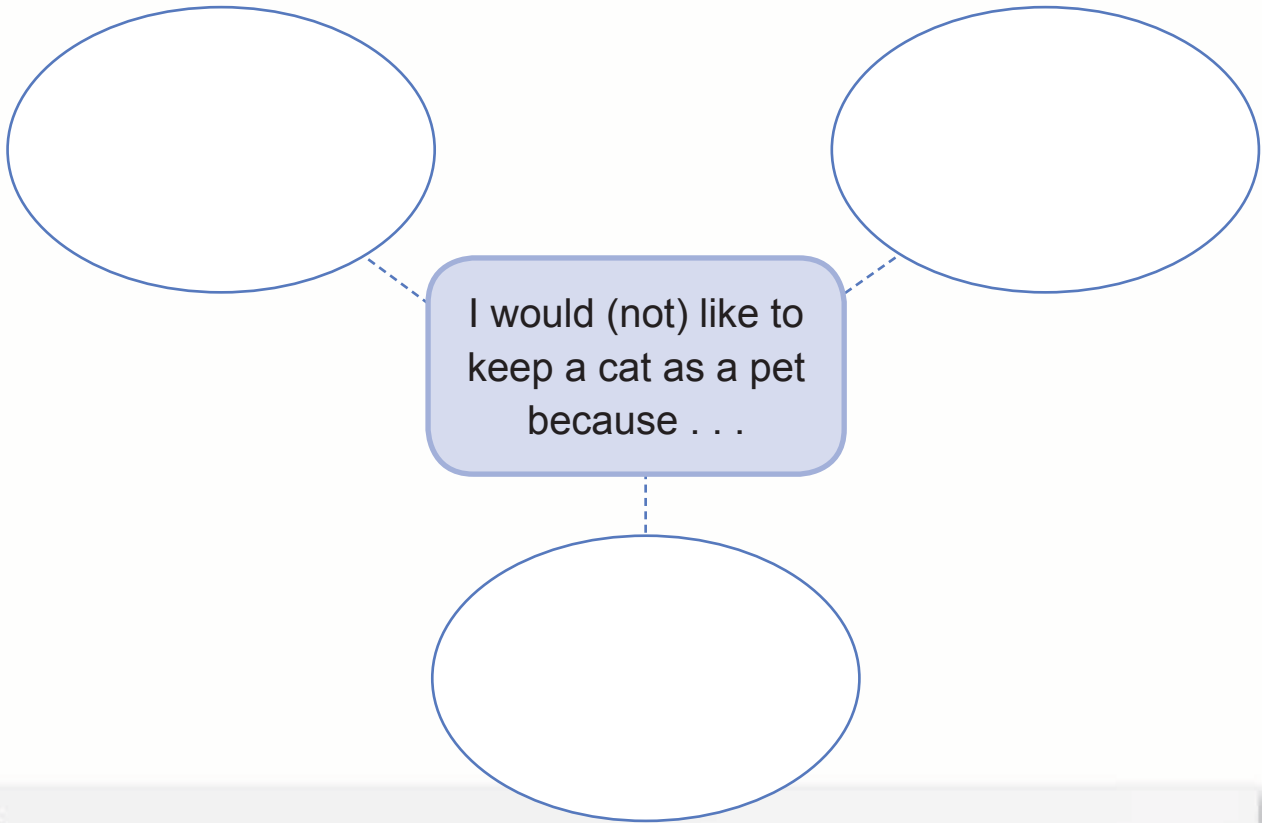 I would (not) like to
keep a cat as a pet
because . . .